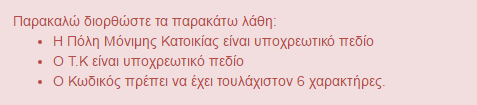 Παρακαλώ διορθώστε τα παρακάτω λάθη:
• Η Πόλη Μόνιμης Κατοικίας είναι υποχρεωτικό πεδίο
• Ο Τ.Κ είναι υποχρεωτικό πεδίο
• Ο Κωδικός πρέπει να έχει τουλάχιστον 6 χαρακτήρες.